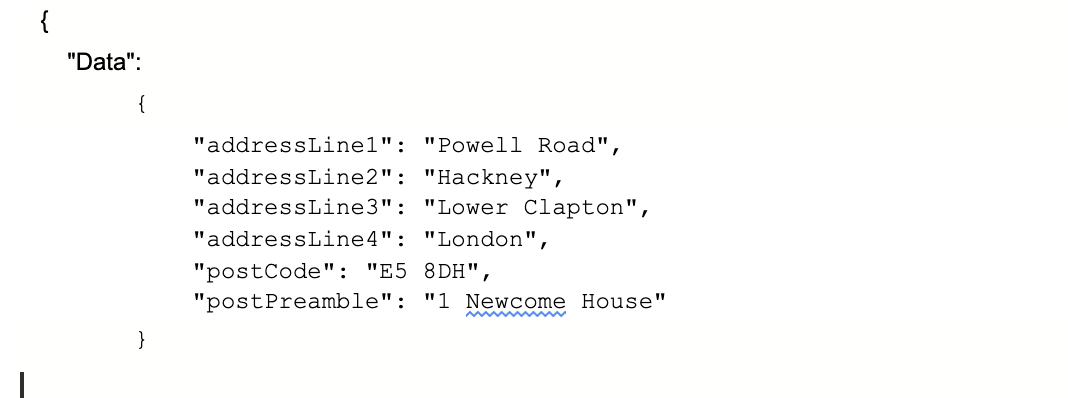 {
"Data":
{
"addressLine1": "Powell Road",
"addressLine2": "Hackney",
"addressLine3": "Lower Clapton",
"addressLine4": "London",
"postCode": "E5 8DH",
"postPreamble": "1 Newcome House"
}